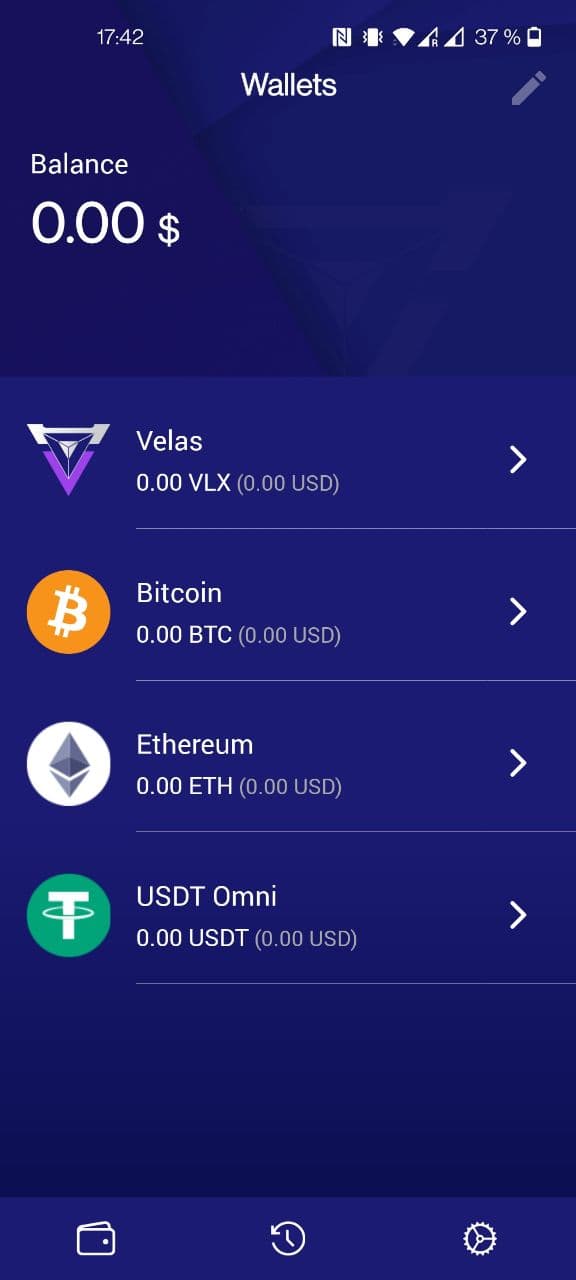 17:42
37 %
Wallets
Balance
0.00 $
Velas
0.00 VLX (0.00 USD)
Bitcoin
0.00 BTC (0.00 USD)
Ethereum
0.00 ETH (0.00 USD)
USDT Omni
0.00 USDT (0.00 USD)